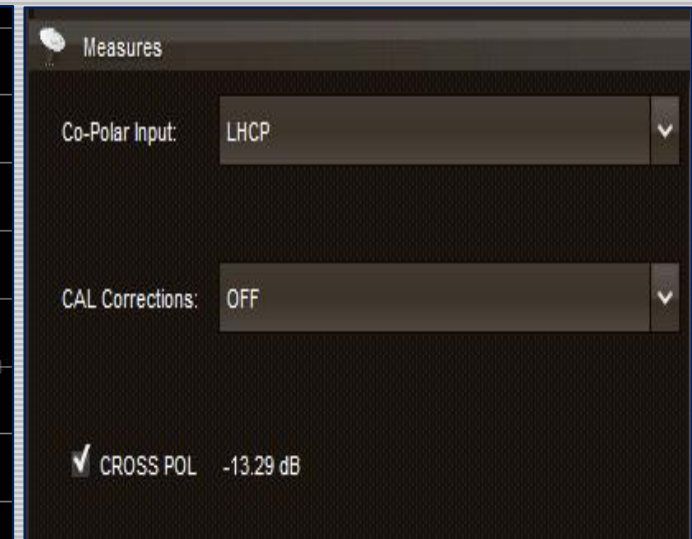 Measures
Co-Polar Input: LHCP
CAL Corrections: OFF
CROSS POL -13.29 dB